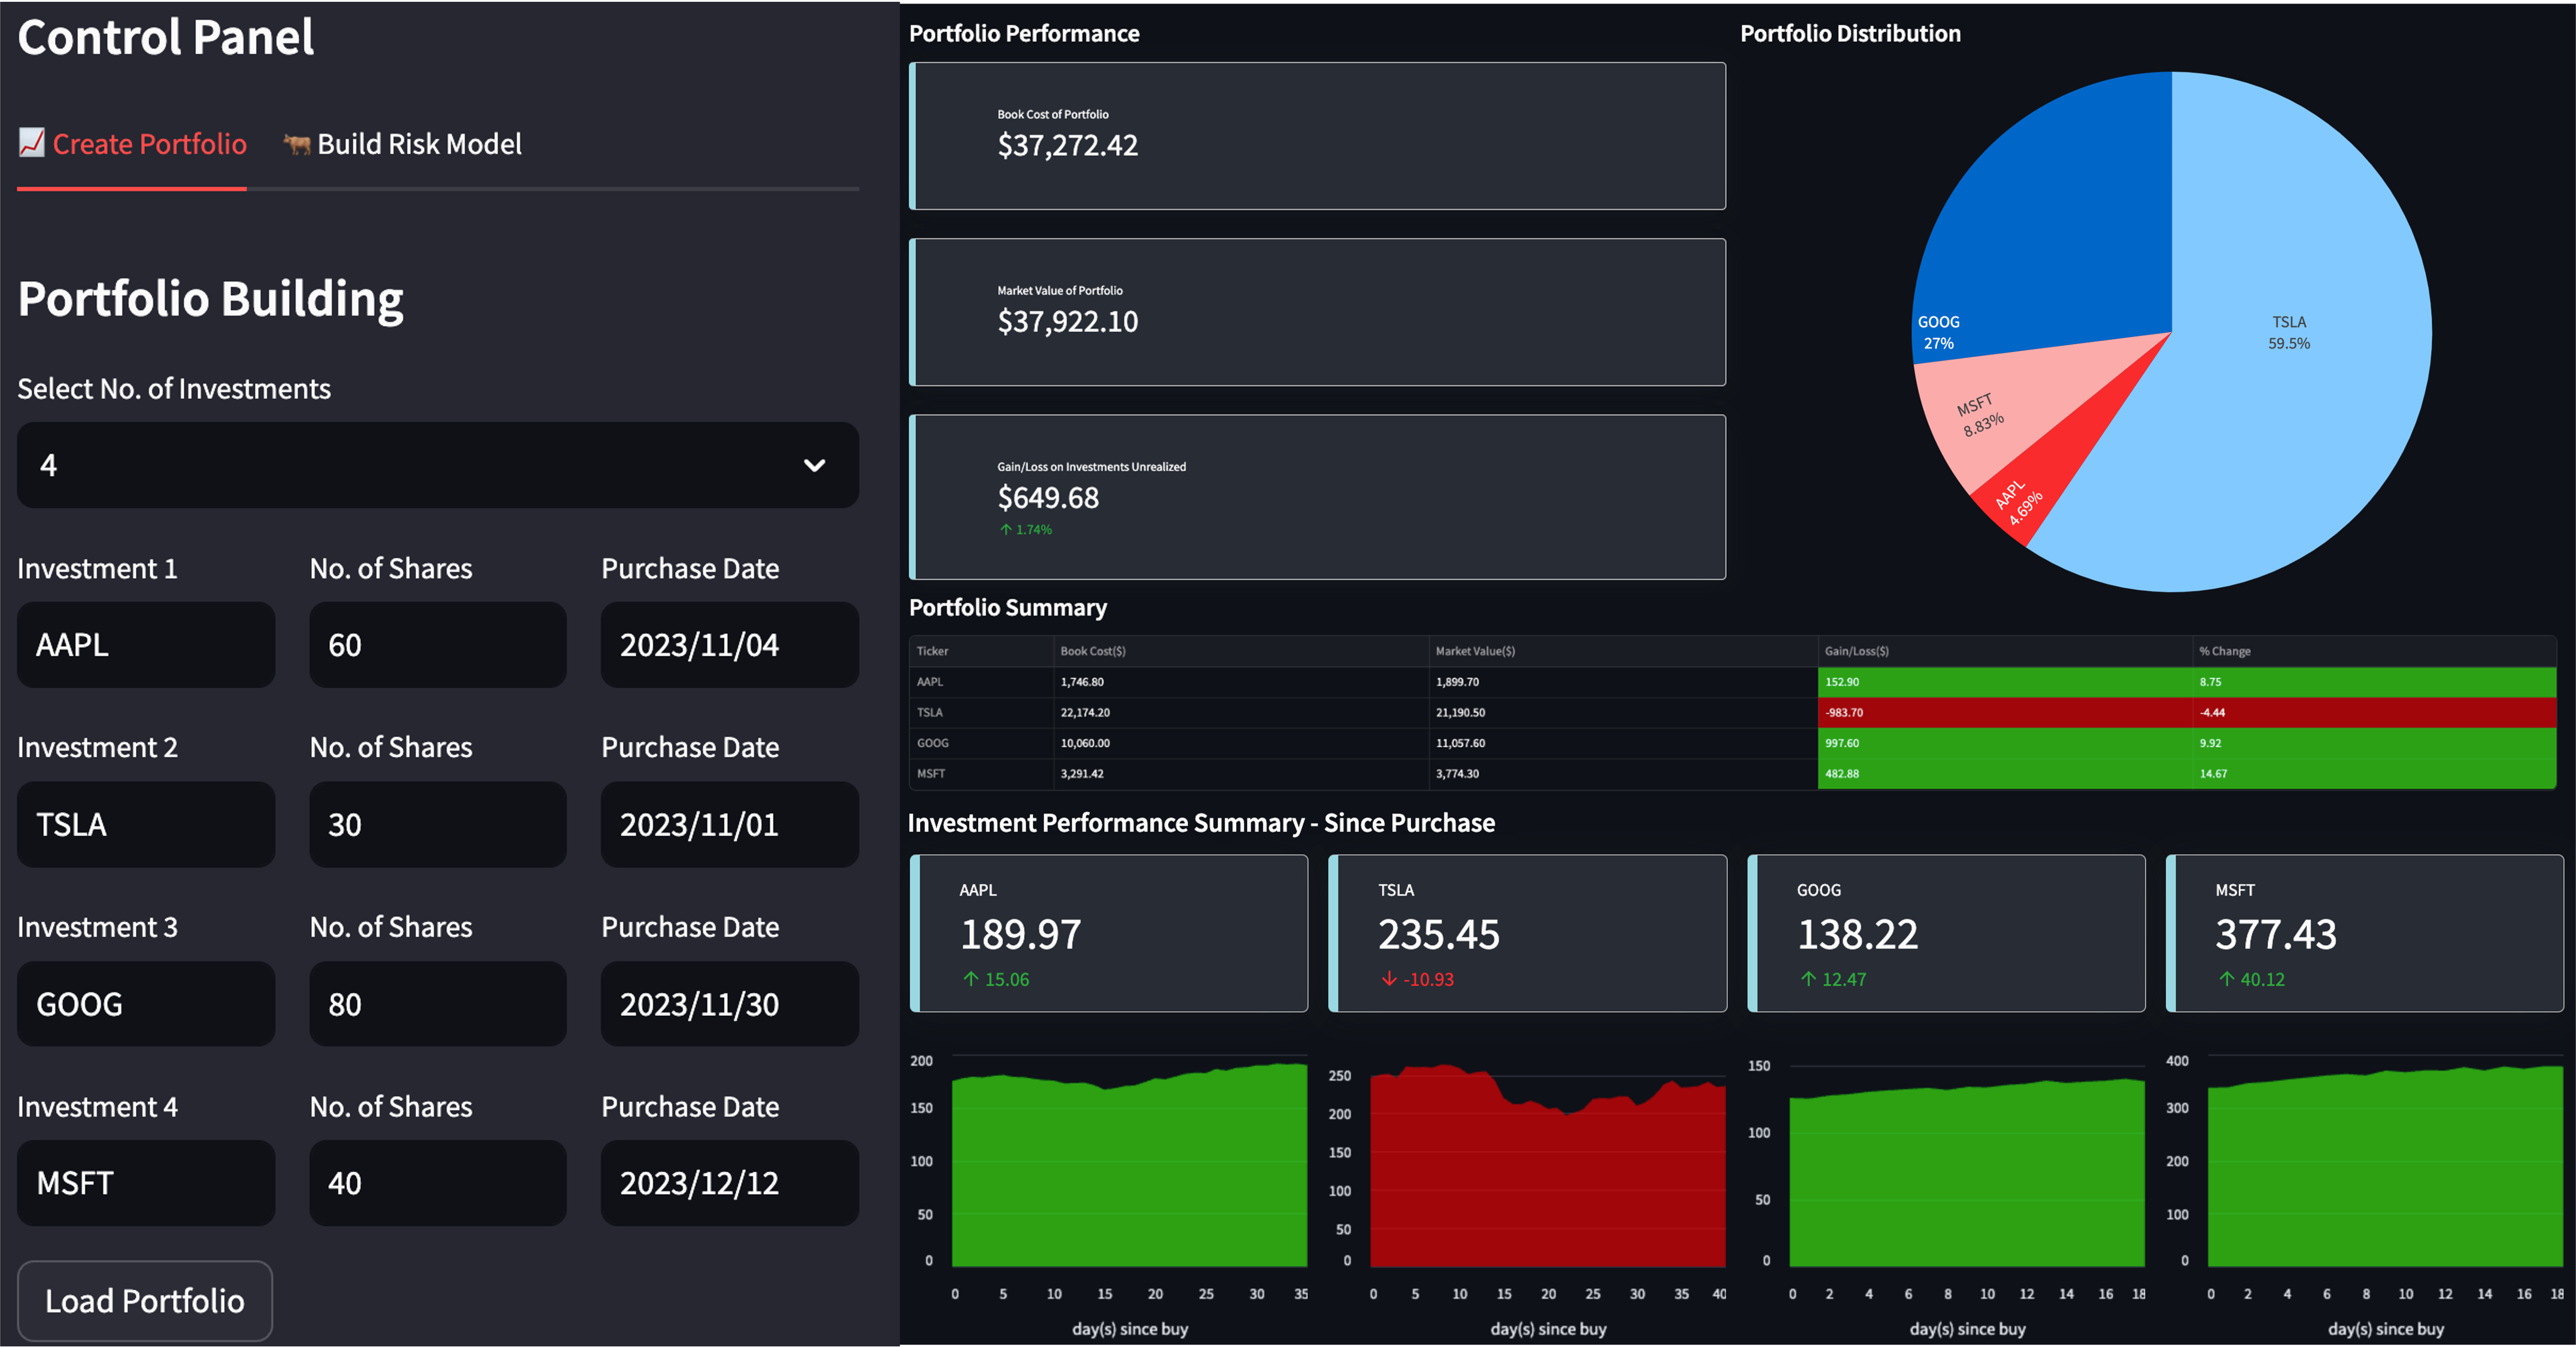 Control Panel
Create Portfolio Build Risk Model
Portfolio Building
Select No. of Investments
4
Investment 1 No. of Shares Purchase Date
AAPL 60 2023/11/04
Investment 2 No. of Shares Purchase Date
TSLA 30 2023/11/01
Investment 3 No. of Shares Purchase Date
GOOG 80 2023/11/30
Investment 4 No. of Shares Purchase Date
MSFT 40 2023/12/12
Load Portfolio
Portfolio Performance
Book Cost of Portfolio
$37,272.42
Market Value of Portfolio
$37,922.10
Gain/Loss on Investments Unrealized
$649.68
↑ 1.74%
Portfolio Distribution
TSLA
59.5%
GOOG
27%
MSFT
8.83%
AAPL
4.69%
Portfolio Summary
Ticker Book Cost($) Market Value($) Gain/Loss($) % Change
AAPL 1,746.80 1,899.70 152.90 8.75
TSLA 22,174.20 21,190.50 -983.70 -4.44
GOOG 10,060.00 11,057.60 997.60 9.92
MSFT 3,291.42 3,774.30 482.88 14.67
Investment Performance Summary - Since Purchase
AAPL
189.97
↑ 15.06
TSLA
235.45
↓ -10.93
GOOG
138.22
↑ 12.47
MSFT
377.43
↑ 40.12
200
150
100
50
0
0 5 10 15 20 25 30 35
day(s) since buy
250
200
150
100
50
0
0 5 10 15 20 25 30 35 40
day(s) since buy
150
100
50
0
0 2 4 6 8 10 12 14 16 18
day(s) since buy
400
300
200
100
0
0 2 4 6 8 10 12 14 16 18
day(s) since buy